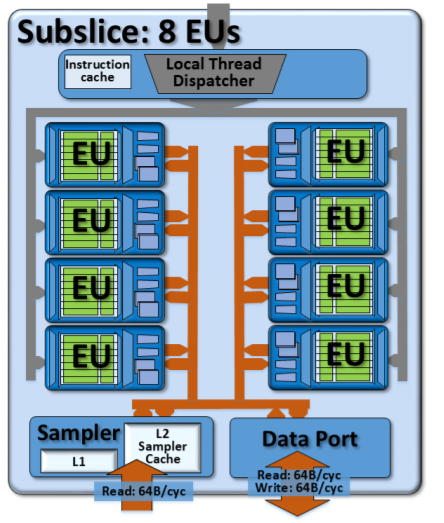 Subslice: 8 EUs
Instruction
cache
Local Thread
Dispatcher
EU
EU
EU
EU
EU
EU
EU
EU
Sampler
L1
L2
Sampler
Cache
Read: 64B/cyc
Data Port
Read: 64B/cyc
Write: 64B/cyc